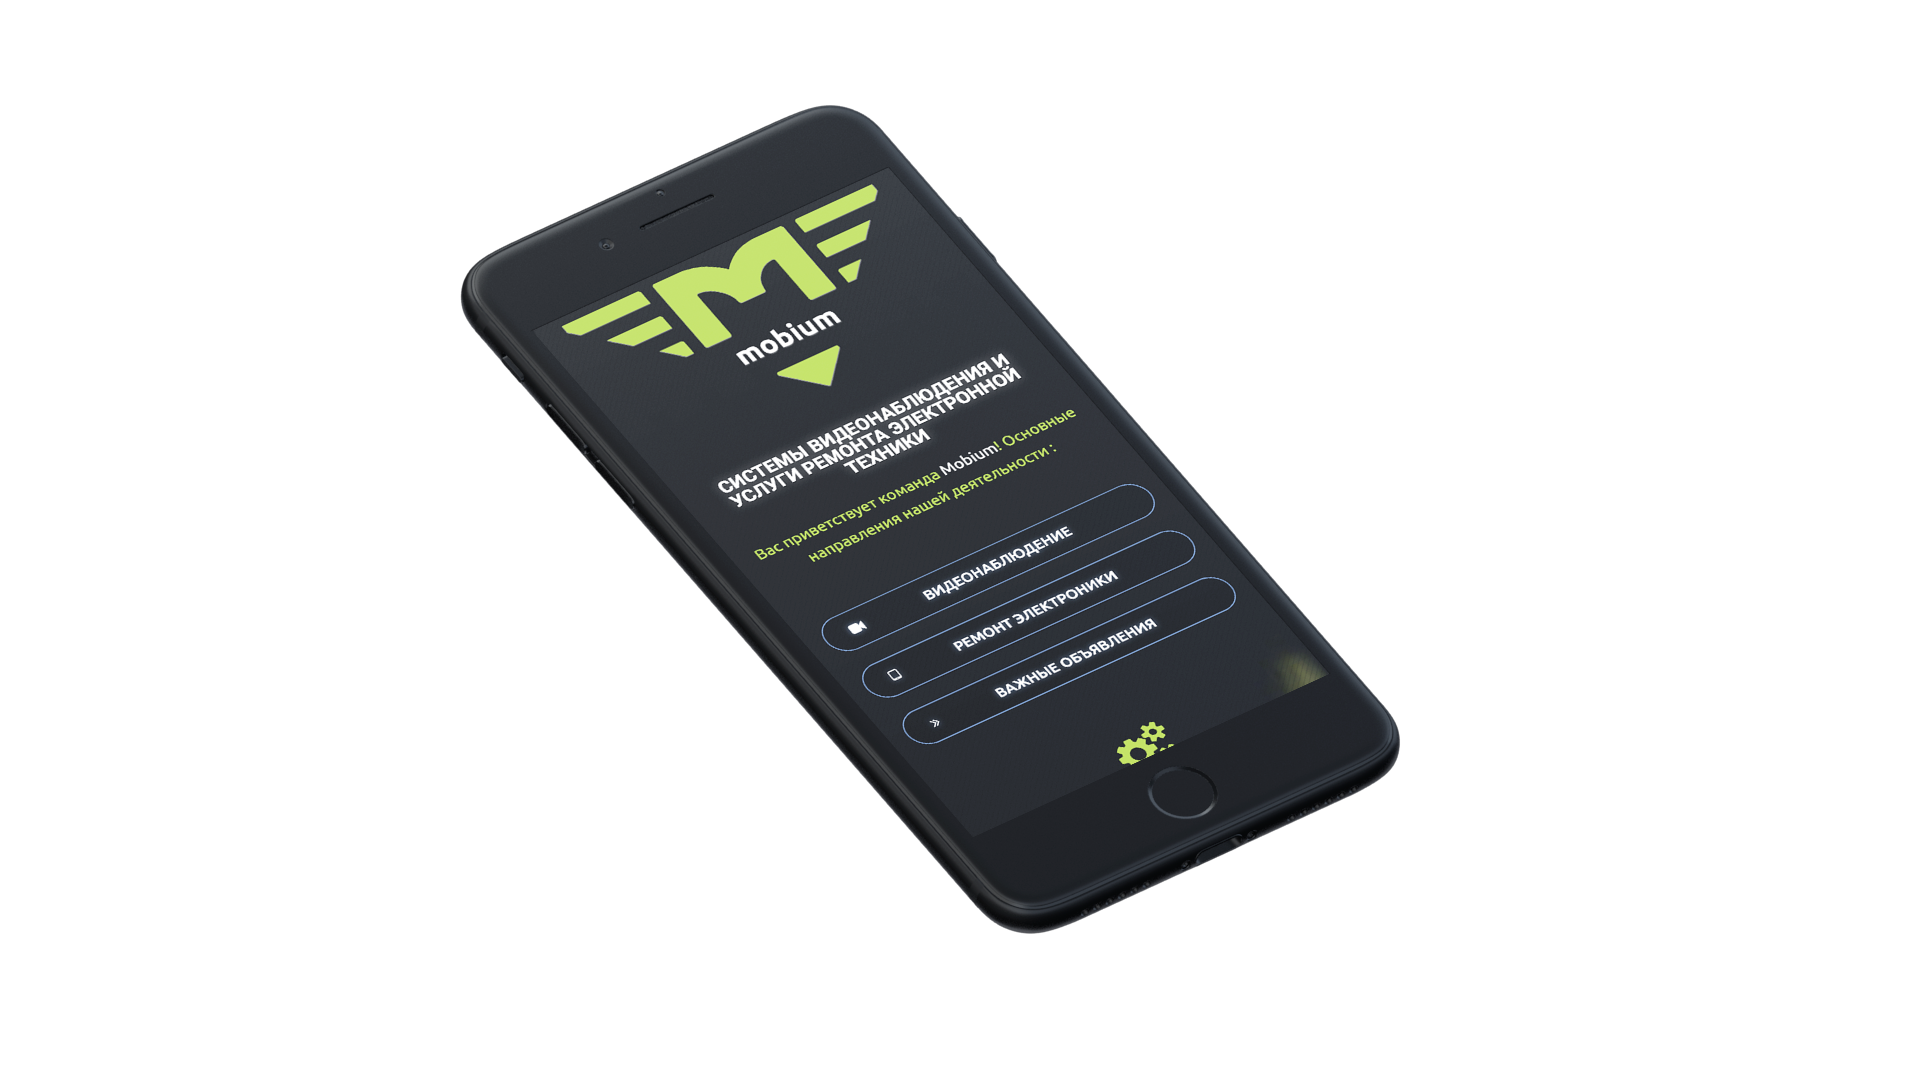 M
mobium
СИСТЕМЫ ВИДЕОНАБЛЮДЕНИЯ И
УСЛУГИ РЕМОНТА ЭЛЕКТРОННОЙ
ТЕХНИКИ
Вас приветствует команда Mobium! Основные
направления нашей деятельности :
ВИДЕОНАБЛЮДЕНИЕ
РЕМОНТ ЭЛЕКТРОНИКИ
ВАЖНЫЕ ОБЪЯВЛЕНИЯ